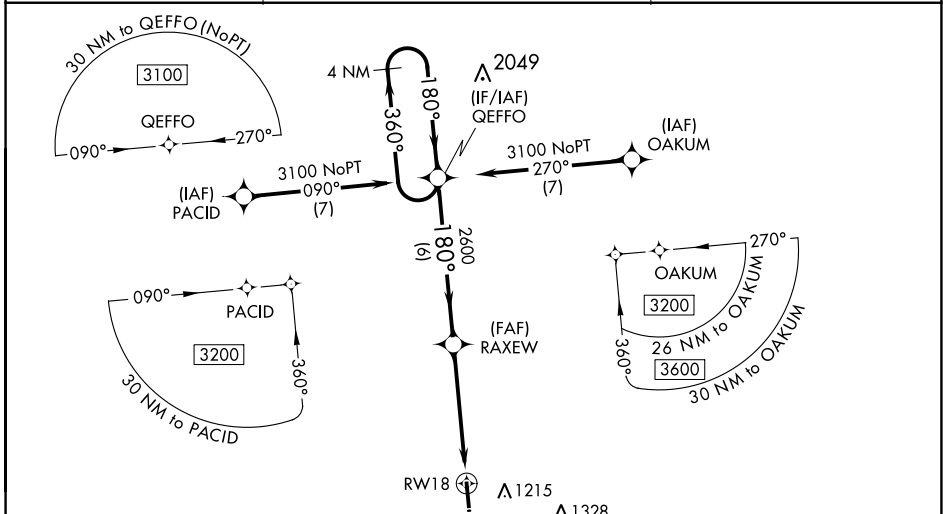 30 NM to QEFFO (NoPT)
3100
QEFFO
090°
270°
4 NM
360°
180°
2049
(IF/IAF)
QEFFO
(IAF)
OAKUM
3100 NoPT
270°
(7)
3100 NoPT
090°
(7)
(IAF)
PACID
2600
180°
(6)
090°
PACID
3200
360°
30 NM to PACID
270°
OAKUM
3200
26 NM to OAKUM
3600
30 NM to OAKUM
360°
(FAF)
RAXEW
RW18
1215
1328